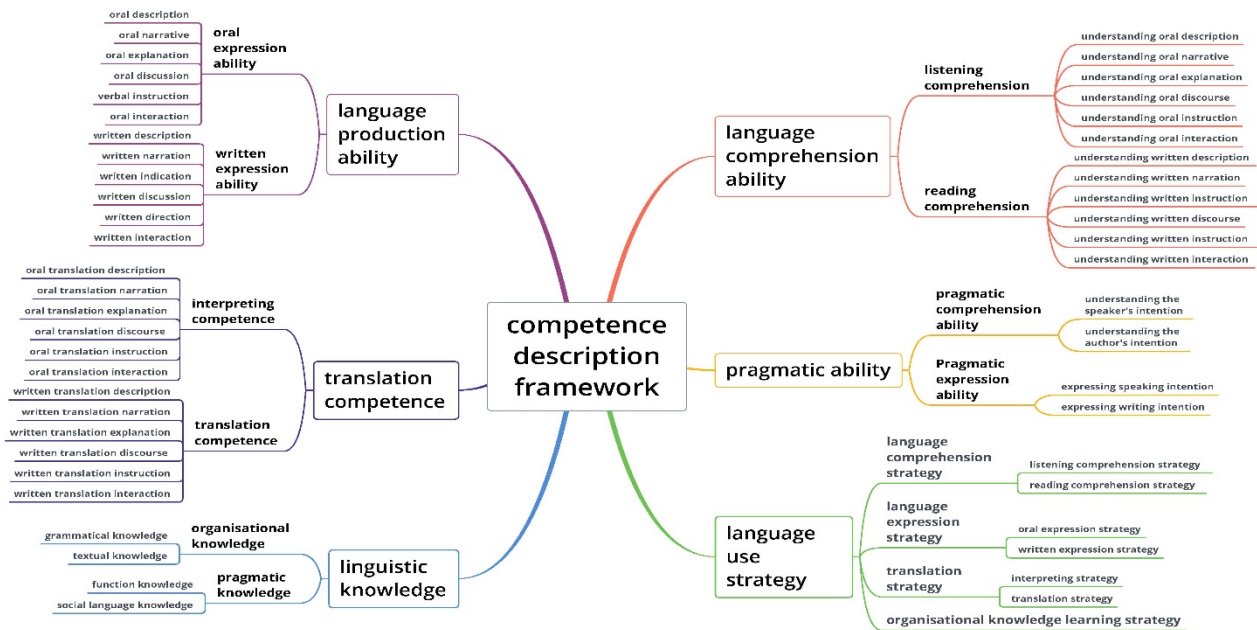 competence
description
framework
language
production
ability
oral
expression
ability
oral description
oral narrative
oral explanation
oral discussion
verbal instruction
oral interaction
written
expression
ability
written description
written narration
written indication
written discussion
written direction
written interaction
translation
competence
interpreting
competence
oral translation description
oral translation narration
oral translation explanation
oral translation discourse
oral translation instruction
oral translation interaction
translation
competence
written translation description
written translation narration
written translation explanation
written translation discourse
written translation instruction
written translation interaction
linguistic
knowledge
organisational
knowledge
grammatical knowledge
textual knowledge
pragmatic
knowledge
function knowledge
social language knowledge
language
comprehension
ability
listening
comprehension
understanding oral description
understanding oral narrative
understanding oral explanation
understanding oral discourse
understanding oral instruction
understanding oral interaction
reading
comprehension
understanding written description
understanding written narration
understanding written instruction
understanding written discourse
understanding written instruction
understanding written interaction
pragmatic ability
pragmatic
comprehension
ability
understanding the
speaker's intention
understanding the
author's intention
Pragmatic
expression
ability
expressing speaking intention
expressing writing intention
language
use
strategy
language
comprehension
strategy
listening comprehension strategy
reading comprehension strategy
language
expression
strategy
oral expression strategy
written expression strategy
translation
strategy
interpreting strategy
translation strategy
organisational knowledge learning strategy